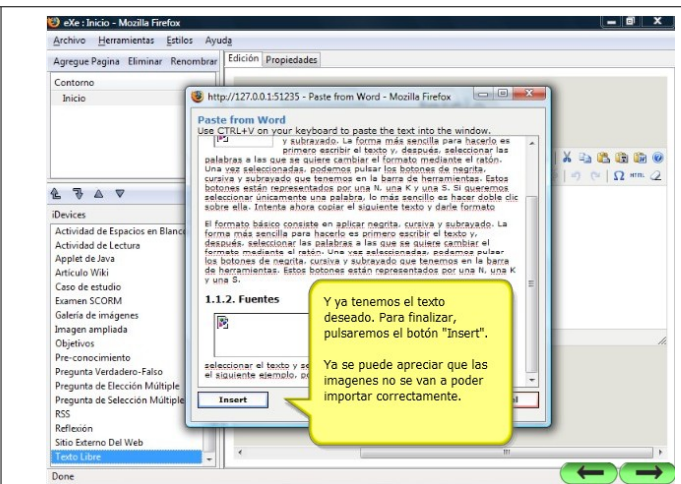 eXe : Inicio - Mozilla Firefox
Archivo Herramientas Estilos Ayuda
Agregue Pagina Eliminar Renombrar
Edición Propiedades
Contorno
Inicio
http://127.0.0.1:51235 - Paste from Word - Mozilla Firefox
Paste from Word
Use CTRL+V on your keyboard to paste the text into the window.
y subrayado. La forma más sencilla para hacerlo es
primero escribir el texto y, después, seleccionar las
palabras a las que se quiere cambiar el formato mediante el ratón.
Una vez seleccionadas, podemos pulsar los botones de negrita,
cursiva y subrayado que tenemos en la barra de herramientas. Estos
botones están representados por una N, una K y una S. Si queremos
seleccionar únicamente una palabra, lo más sencillo es hacer doble clic
sobre ella. Intenta ahora copiar el siguiente texto y darle formato
El formato básico consiste en aplicar negrita, cursiva y subrayado. La
forma más sencilla para hacerlo es primero escribir el texto y,
después, seleccionar las palabras a las que se quiere cambiar el
formato mediante el ratón. Una vez seleccionadas, podemos pulsar
los botones de negrita, cursiva y subrayado que tenemos en la barra
de herramientas. Estos botones están representados por una N, una K
y una S.
1.1.2. Fuentes
seleccionar el texto y se
el siguiente ejemplo, po
Insert
Y ya tenemos el texto
deseado. Para finalizar,
pulsaremos el botón "Insert".
Ya se puede apreciar que las
imagenes no se van a poder
importar correctamente.
HTML
iDevices
Actividad de Espacios en Blanco
Actividad de Lectura
Applet de Java
Artículo Wiki
Caso de estudio
Examen SCORM
Galería de imágenes
Imagen ampliada
Objetivos
Pre-conocimiento
Pregunta Verdadero-Falso
Pregunta de Elección Múltiple
Pregunta de Selección Múltiple
RSS
Reflexión
Sitio Externo Del Web
Texto Libre
Done